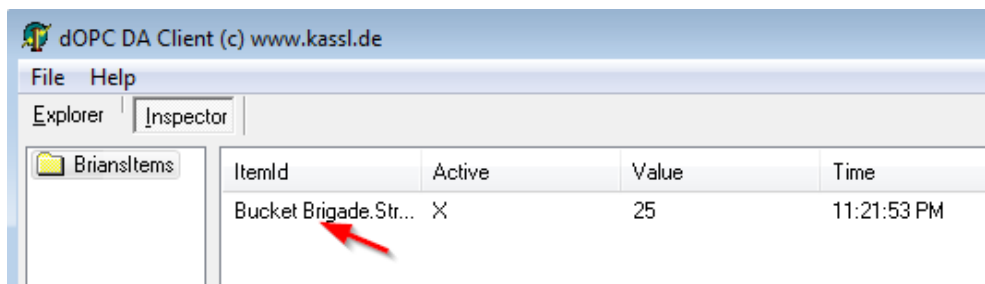 dOPC DA Client (c) www.kassl.de
File Help
Explorer Inspector
BriansItems ItemId Active Value Time
Bucket Brigade.Str... X 25 11:21:53 PM